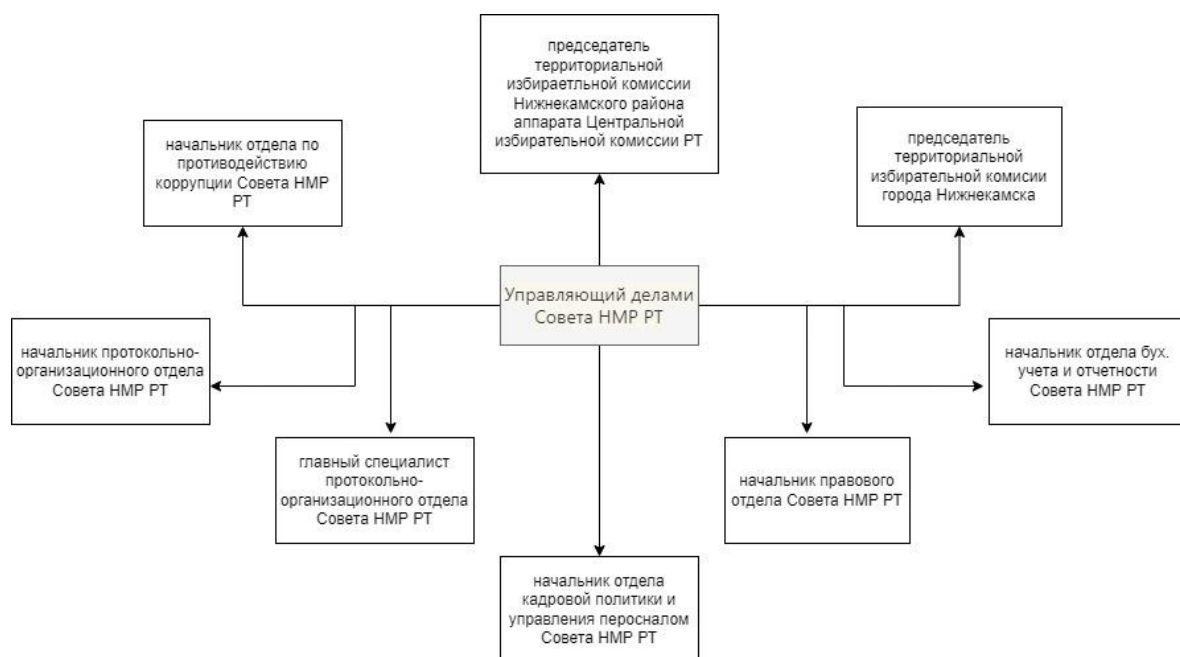 председатель
территориальной
избираетльной комиссии
Нижнекамского района
аппарата Центральной
избирательной комиссии РТ
начальник отдела по
противодействию
коррупции Совета НМР
РТ
председатель
территориальной
избирательной комисии
города Нижнекамска
Управляющий делами
Совета НМР РТ
начальник протокольно-
организационного отдела
Совета НМР РТ
начальник отдела бух.
учета и отчетности
Совета НМР РТ
главный специалист
протокольно-
организационного отдела
Совета НМР РТ
начальник правового
отдела Совета НМР РТ
начальник отдела
кадровой политики и
управления перосналом
Совета НМР РТ